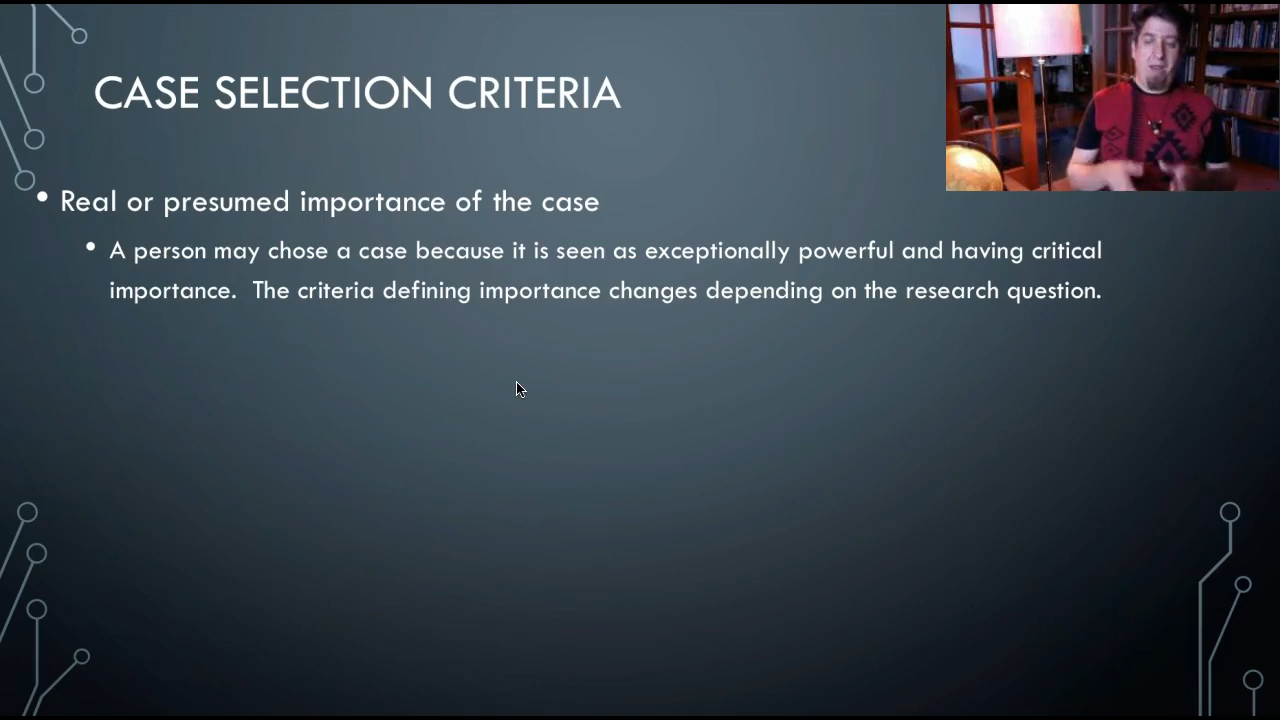 CASE SELECTION CRITERIA
• Real or presumed importance of the case
• A person may chose a case because it is seen as exceptionally powerful and having critical
importance.  The criteria defining importance changes depending on the research question.